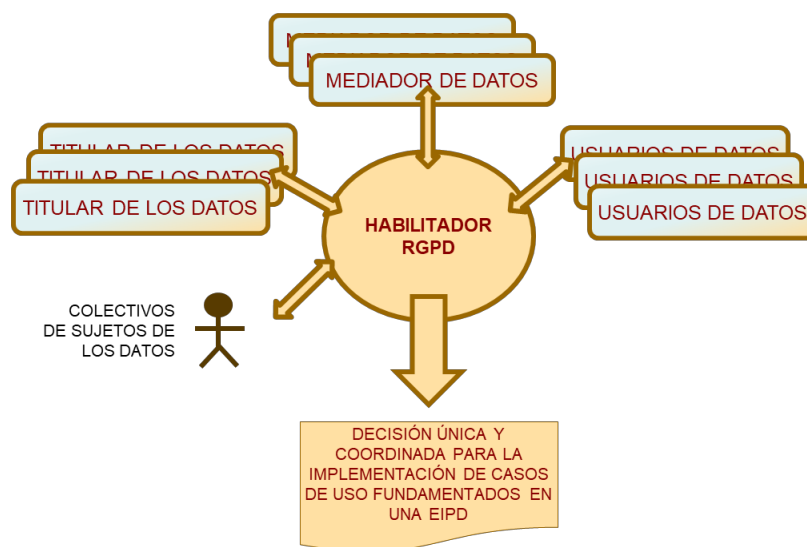 MEDIADOR DE DATOS
TITULAR DE LOS DATOS
TITULAR DE LOS DATOS
TITULAR DE LOS DATOS
USUARIOS DE DATOS
USUARIOS DE DATOS
USUARIOS DE DATOS
HABILITADOR
RGPD
COLECTIVOS
DE SUJETOS DE
LOS DATOS
DECISIÓN ÚNICA Y
COORDINADA PARA LA
IMPLEMENTACIÓN DE CASOS
DE USO FUNDAMENTADOS EN
UNA EIPD